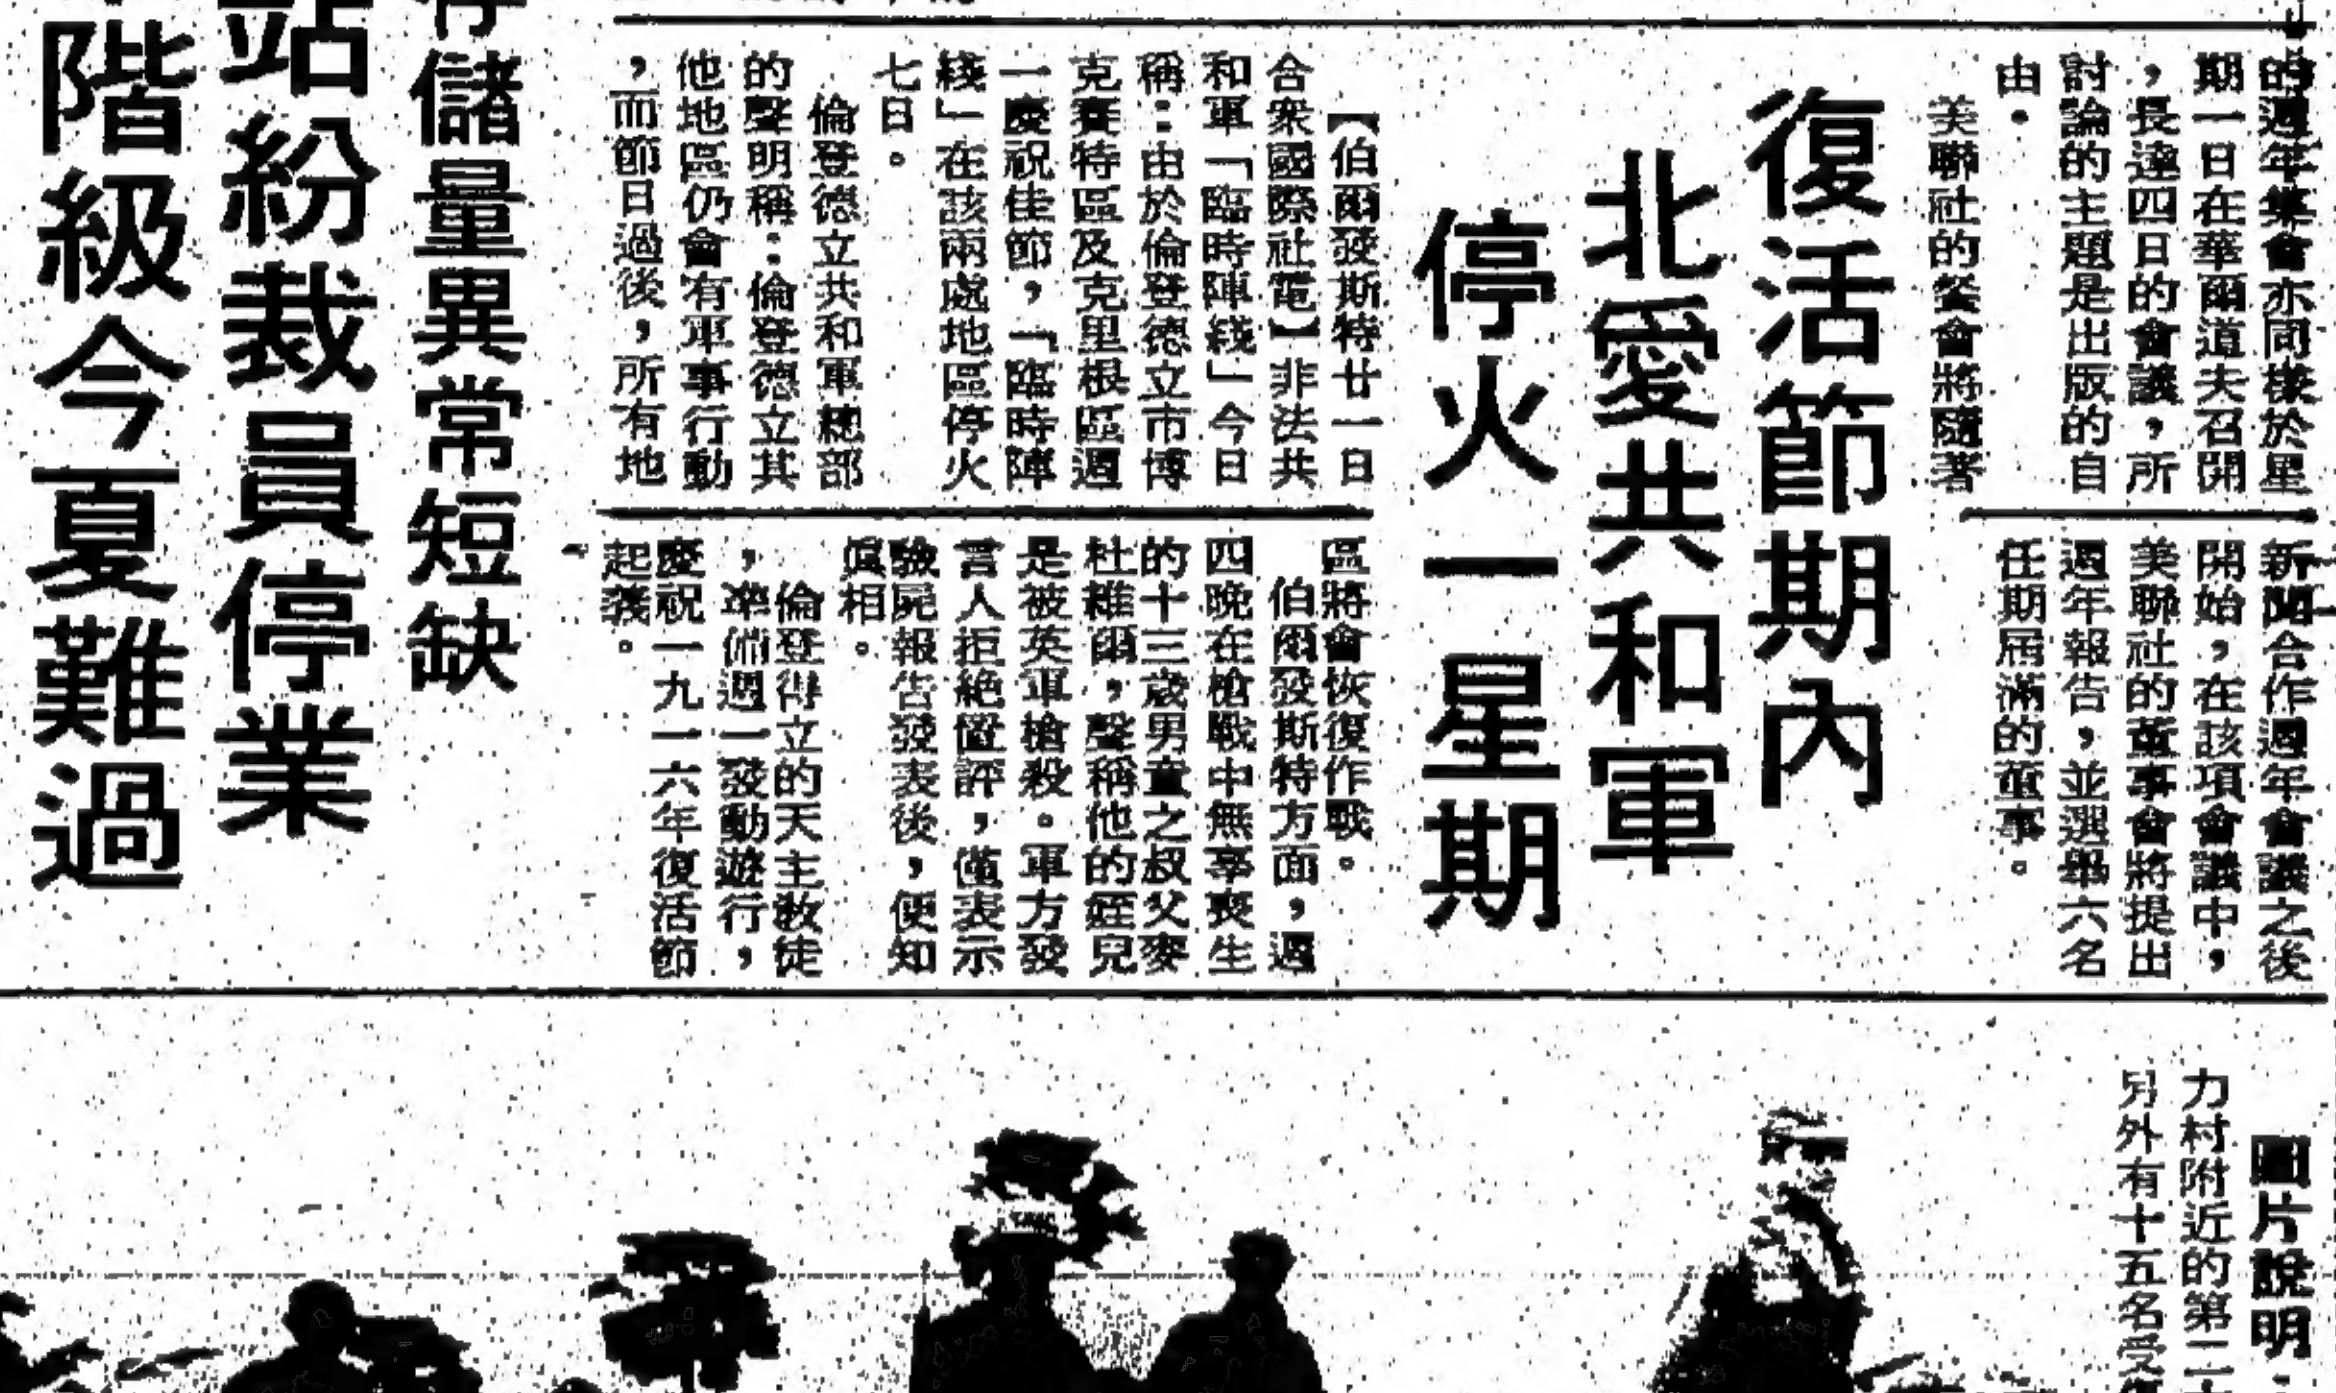 的週年集會亦同樣於星
期一日在華爾道夫召開
，長達四日的會議，所
討論的主題是出版的自
由．
美聯社的餐會將隨著
新聞合作週年會議之後
開始，在該項會議中，
美聯社的董事會將提出
週年報告，並選舉六名
任期屆滿的董事。
復活節期內
北愛共和軍
停火一星期
【伯爾發斯特廿一日
合衆國際社電】非法共
和軍「臨時陣綫」今日
稱：由於倫登德立市博
克賽特區及克里根區週
一慶祝佳節，「臨時陣
綫」在該兩處地區停火
七日。
倫登德立共和軍總部
的聲明稱：倫登德立其
他地區仍會有軍事行動
，而節日過後，所有地
區將會恢復作戰。
伯爾發斯特方面，週
四晚在槍戰中無辜喪生
的十三歲男童之叔父麥
杜維爾，聲稱他的姪兒
是被英軍槍殺。軍方發
言人拒絕置評，僅表示
驗屍報告發表後，便知
眞相。
倫登得立的天主敎徒
，準備週一發動遊行，
慶祝一九一六年復活節
起義。
存儲量異常短缺
站紛裁員停業
階級今夏難過
圖片說明：
力村附近的第二
另外有十五名受